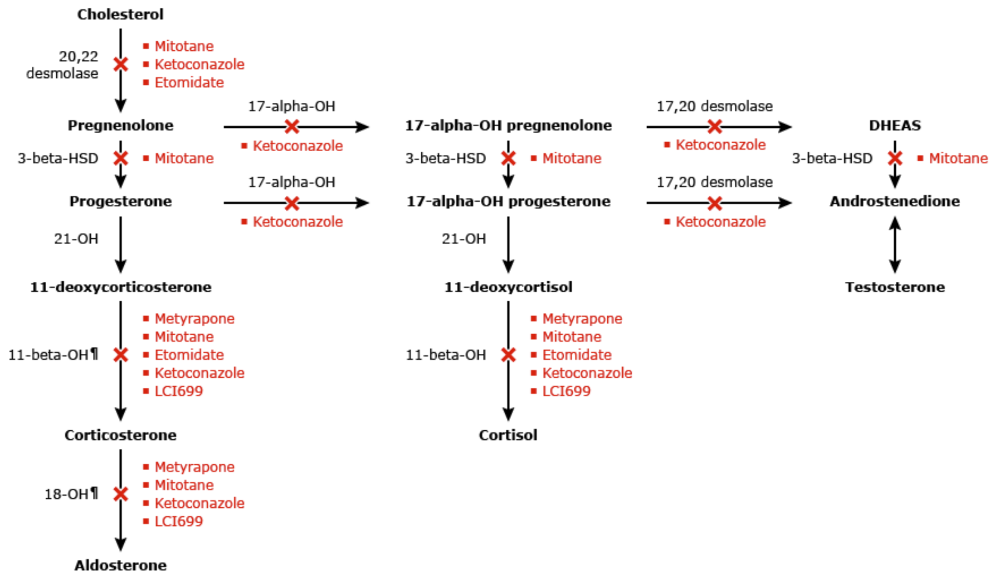 Cholesterol
20,22
desmolase
▪ Mitotane
▪ Ketoconazole
▪ Etomidate
17-alpha-OH
17,20 desmolase
Pregnenolone
17-alpha-OH pregnenolone
DHEAS
▪ Ketoconazole
▪ Ketoconazole
3-beta-HSD
▪ Mitotane
3-beta-HSD
▪ Mitotane
3-beta-HSD
▪ Mitotane
17-alpha-OH
17,20 desmolase
Progesterone
17-alpha-OH progesterone
Androstenedione
▪ Ketoconazole
▪ Ketoconazole
21-OH
21-OH
11-deoxycorticosterone
11-deoxycortisol
Testosterone
11-beta-OH¶
▪ Metyrapone
▪ Mitotane
▪ Etomidate
▪ Ketoconazole
▪ LCI699
11-beta-OH
▪ Metyrapone
▪ Mitotane
▪ Etomidate
▪ Ketoconazole
▪ LCI699
Corticosterone
Cortisol
18-OH¶
▪ Metyrapone
▪ Mitotane
▪ Ketoconazole
▪ LCI699
Aldosterone